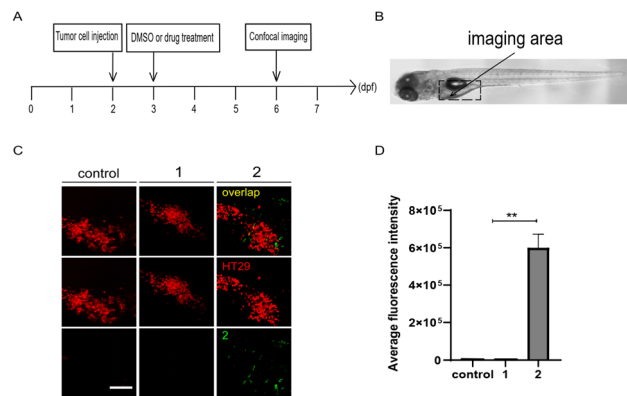 A
Tumor cell injection
DMSO or drug treatment
Confocal imaging
(dpf)
0 1 2 3 4 5 6 7
B
imaging area
C
control 1 2
overlap
HT29
2
D
Average fluorescence intensity
8×10⁵
6×10⁵
4×10⁵
2×10⁵
0
**
control 1 2